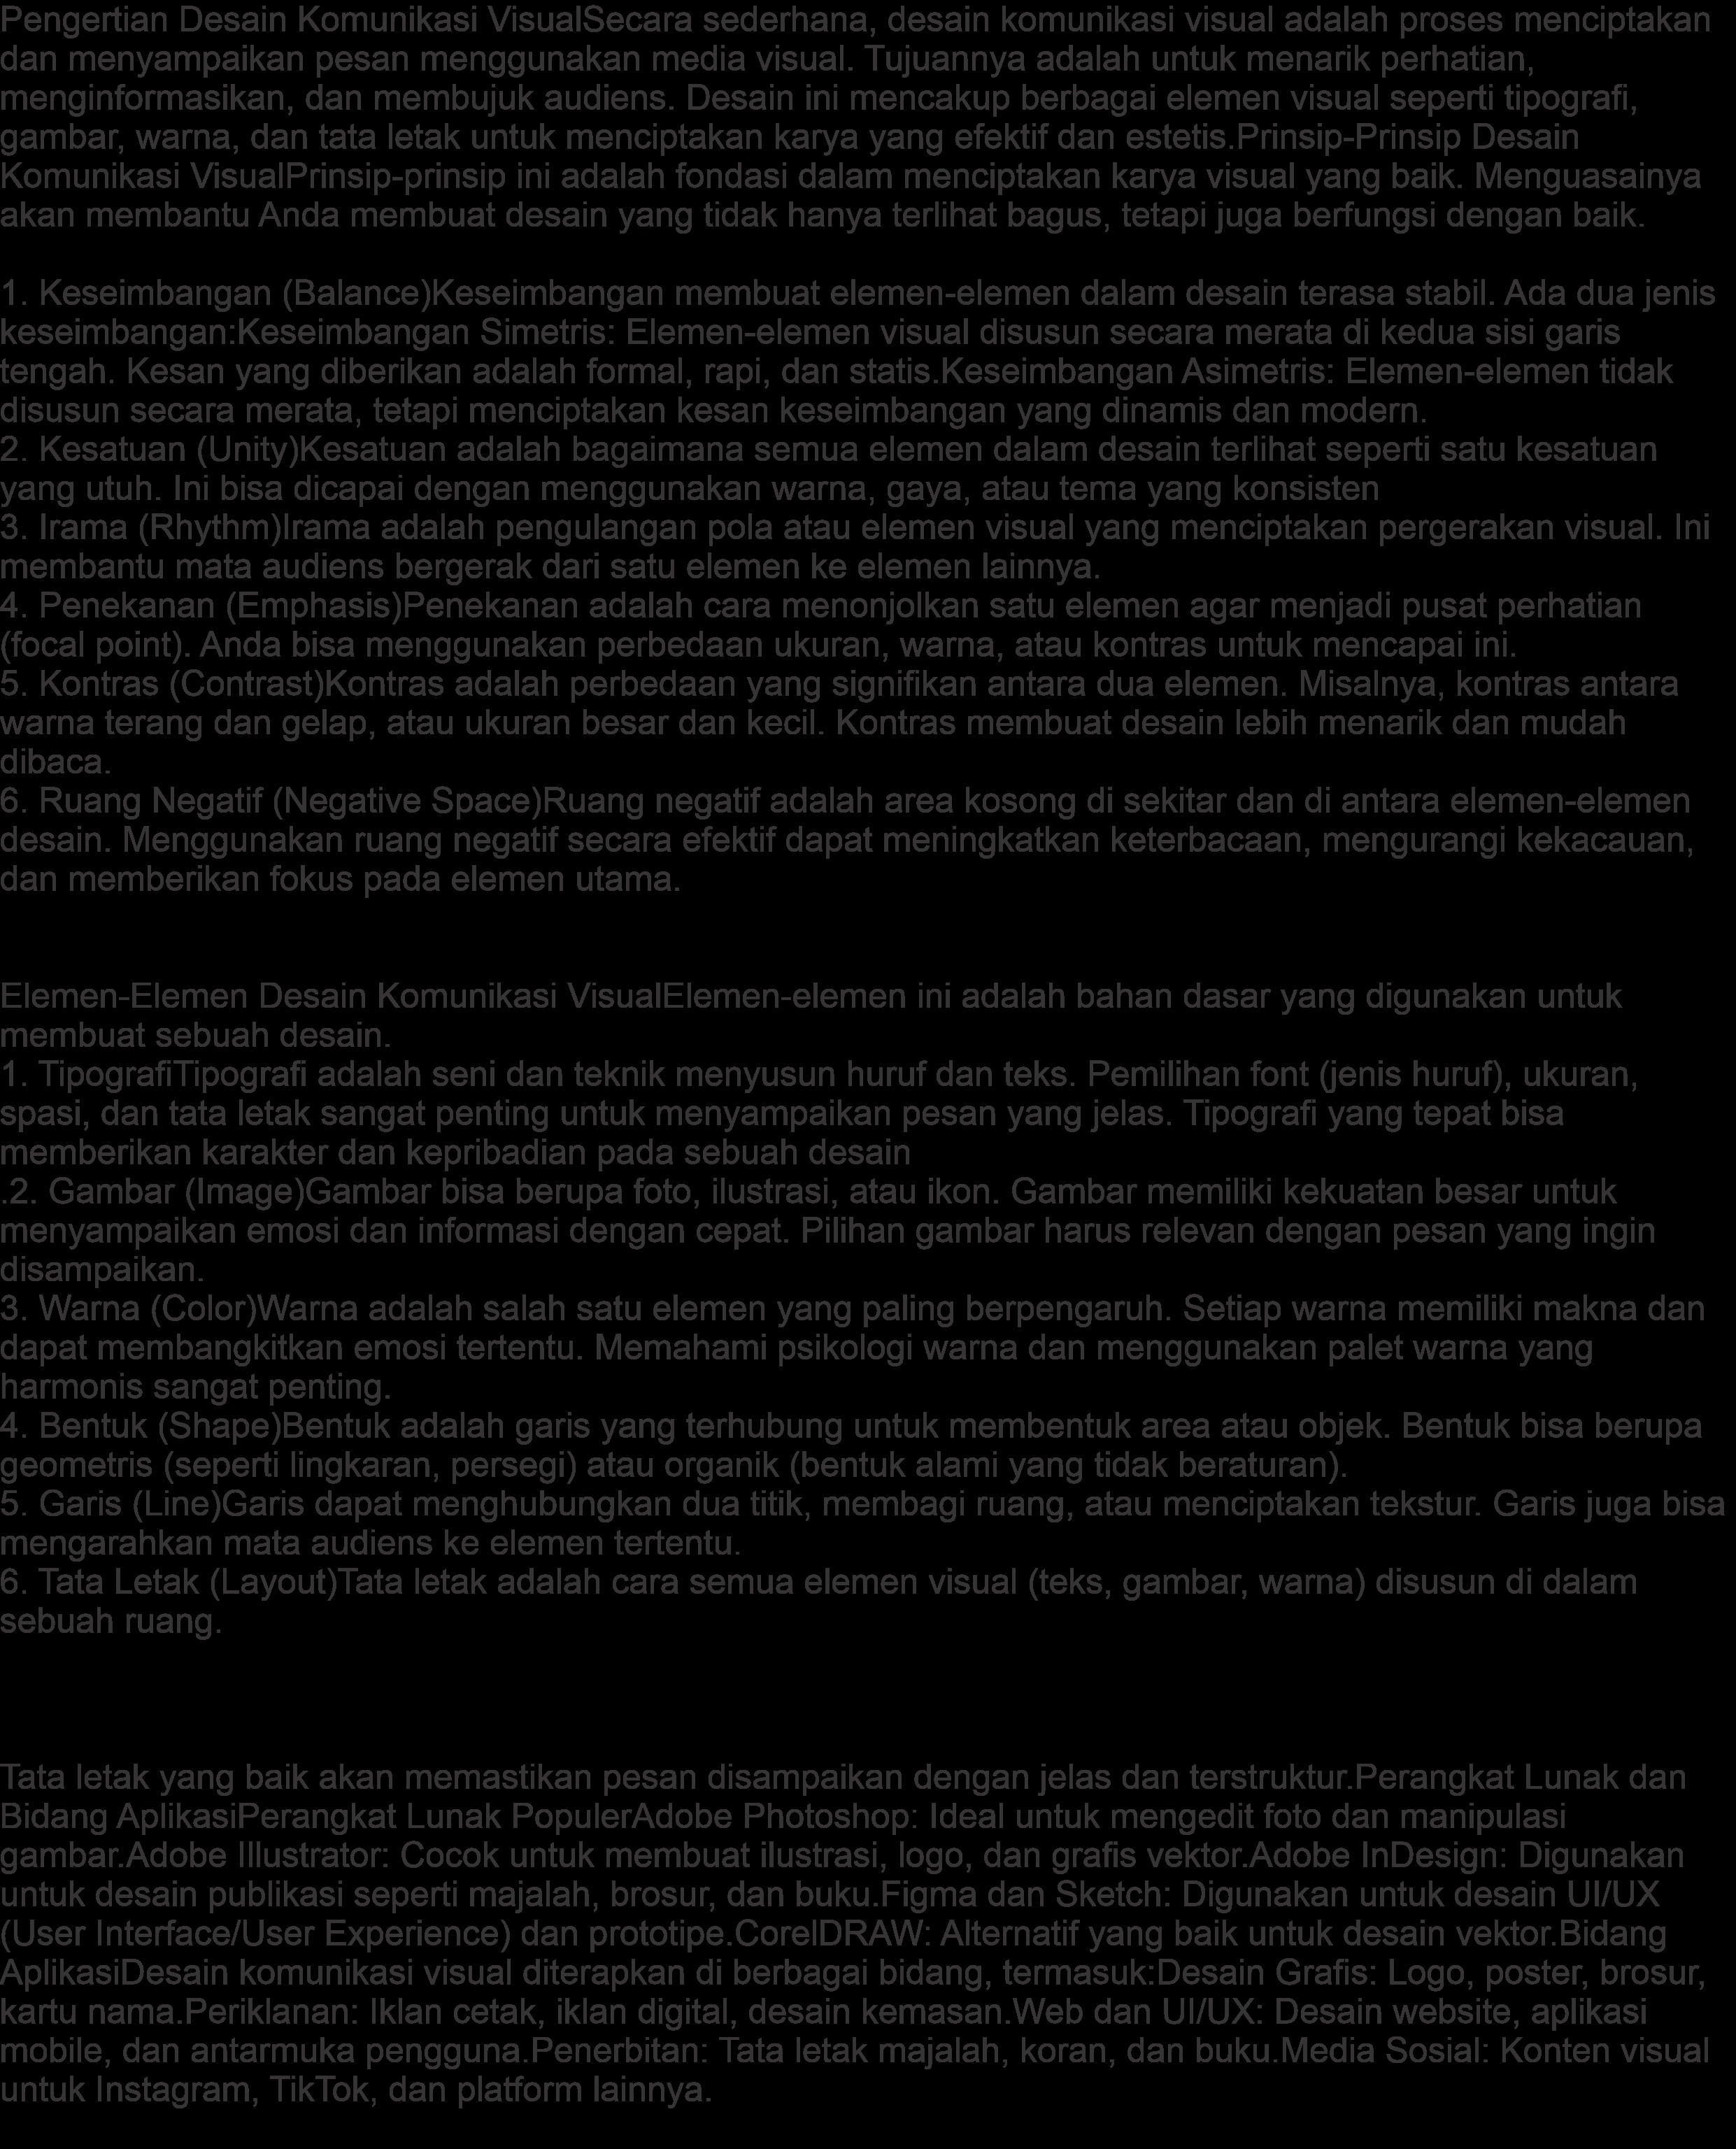 Pengertian Desain Komunikasi VisualSecara sederhana, desain komunikasi visual adalah proses menciptakan
dan menyampaikan pesan menggunakan media visual. Tujuannya adalah untuk menarik perhatian,
menginformasikan, dan membujuk audiens. Desain ini mencakup berbagai elemen visual seperti tipografi,
gambar, warna, dan tata letak untuk menciptakan karya yang efektif dan estetis.Prinsip-Prinsip Desain
Komunikasi VisualPrinsip-prinsip ini adalah fondasi dalam menciptakan karya visual yang baik. Menguasainya
akan membantu Anda membuat desain yang tidak hanya terlihat bagus, tetapi juga berfungsi dengan baik.
1. Keseimbangan (Balance)Keseimbangan membuat elemen-elemen dalam desain terasa stabil. Ada dua jenis
keseimbangan:Keseimbangan Simetris: Elemen-elemen visual disusun secara merata di kedua sisi garis
tengah. Kesan yang diberikan adalah formal, rapi, dan statis.Keseimbangan Asimetris: Elemen-elemen tidak
disusun secara merata, tetapi menciptakan kesan keseimbangan yang dinamis dan modern.
2. Kesatuan (Unity)Kesatuan adalah bagaimana semua elemen dalam desain terlihat seperti satu kesatuan
yang utuh. Ini bisa dicapai dengan menggunakan warna, gaya, atau tema yang konsisten
3. Irama (Rhythm)Irama adalah pengulangan pola atau elemen visual yang menciptakan pergerakan visual. Ini
membantu mata audiens bergerak dari satu elemen ke elemen lainnya.
4. Penekanan (Emphasis)Penekanan adalah cara menonjolkan satu elemen agar menjadi pusat perhatian
(focal point). Anda bisa menggunakan perbedaan ukuran, warna, atau kontras untuk mencapai ini.
5. Kontras (Contrast)Kontras adalah perbedaan yang signifikan antara dua elemen. Misalnya, kontras antara
warna terang dan gelap, atau ukuran besar dan kecil. Kontras membuat desain lebih menarik dan mudah
dibaca.
6. Ruang Negatif (Negative Space)Ruang negatif adalah area kosong di sekitar dan di antara elemen-elemen
desain. Menggunakan ruang negatif secara efektif dapat meningkatkan keterbacaan, mengurangi kekacauan,
dan memberikan fokus pada elemen utama.
Elemen-Elemen Desain Komunikasi VisualElemen-elemen ini adalah bahan dasar yang digunakan untuk
membuat sebuah desain.
1. TipografiTipografi adalah seni dan teknik menyusun huruf dan teks. Pemilihan font (jenis huruf), ukuran,
spasi, dan tata letak sangat penting untuk menyampaikan pesan yang jelas. Tipografi yang tepat bisa
memberikan karakter dan kepribadian pada sebuah desain
.2. Gambar (Image)Gambar bisa berupa foto, ilustrasi, atau ikon. Gambar memiliki kekuatan besar untuk
menyampaikan emosi dan informasi dengan cepat. Pilihan gambar harus relevan dengan pesan yang ingin
disampaikan.
3. Warna (Color)Warna adalah salah satu elemen yang paling berpengaruh. Setiap warna memiliki makna dan
dapat membangkitkan emosi tertentu. Memahami psikologi warna dan menggunakan palet warna yang
harmonis sangat penting.
4. Bentuk (Shape)Bentuk adalah garis yang terhubung untuk membentuk area atau objek. Bentuk bisa berupa
geometris (seperti lingkaran, persegi) atau organik (bentuk alami yang tidak beraturan).
5. Garis (Line)Garis dapat menghubungkan dua titik, membagi ruang, atau menciptakan tekstur. Garis juga bisa
mengarahkan mata audiens ke elemen tertentu.
6. Tata Letak (Layout)Tata letak adalah cara semua elemen visual (teks, gambar, warna) disusun di dalam
sebuah ruang.
Tata letak yang baik akan memastikan pesan disampaikan dengan jelas dan terstruktur.Perangkat Lunak dan
Bidang AplikasiPerangkat Lunak PopulerAdobe Photoshop: Ideal untuk mengedit foto dan manipulasi
gambar.Adobe Illustrator: Cocok untuk membuat ilustrasi, logo, dan grafis vektor.Adobe InDesign: Digunakan
untuk desain publikasi seperti majalah, brosur, dan buku.Figma dan Sketch: Digunakan untuk desain UI/UX
(User Interface/User Experience) dan prototipe.CorelDRAW: Alternatif yang baik untuk desain vektor.Bidang
AplikasiDesain komunikasi visual diterapkan di berbagai bidang, termasuk:Desain Grafis: Logo, poster, brosur,
kartu nama.Periklanan: Iklan cetak, iklan digital, desain kemasan.Web dan UI/UX: Desain website, aplikasi
mobile, dan antarmuka pengguna.Penerbitan: Tata letak majalah, koran, dan buku.Media Sosial: Konten visual
untuk Instagram, TikTok, dan platform lainnya.